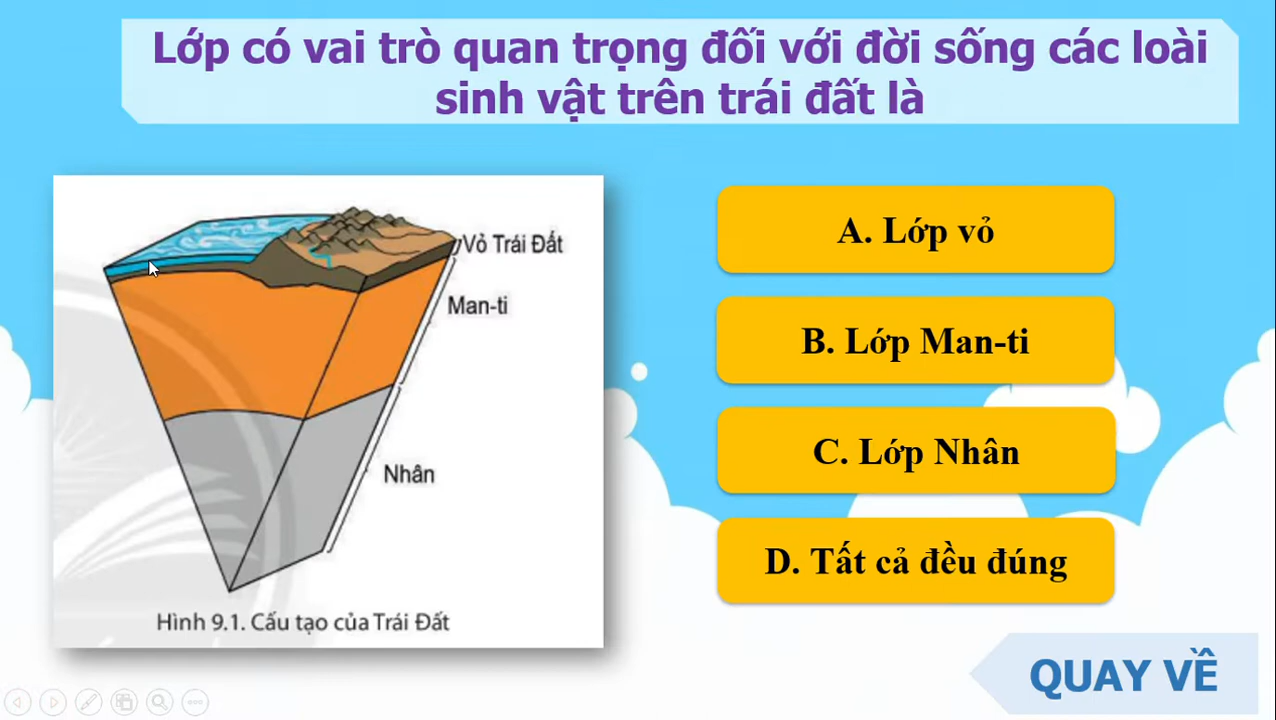 Lớp có vai trò quan trọng đối với đời sống các loài
sinh vật trên trái đất là
Vỏ Trái Đất
Man-ti
Nhân
Hình 9.1. Cấu tạo của Trái Đất
A. Lớp vỏ
B. Lớp Man-ti
C. Lớp Nhân
D. Tất cả đều đúng
QUAY VỀ